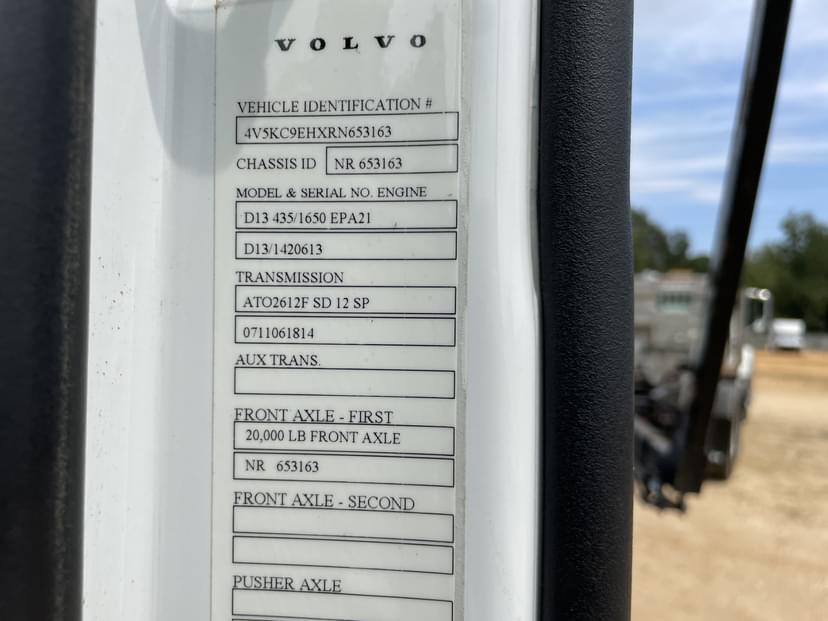 VOLVO
VEHICLE IDENTIFICATION #
4V5KC9EHXRN653163
CHASSIS ID NR 653163
MODEL & SERIAL NO. ENGINE
D13 435/1650 EPA21
D13/1420613
TRANSMISSION
ATO2612F SD 12 SP
0711061814
AUX TRANS.
FRONT AXLE - FIRST
20,000 LB FRONT AXLE
NR 653163
FRONT AXLE - SECOND
PUSHER AXLE